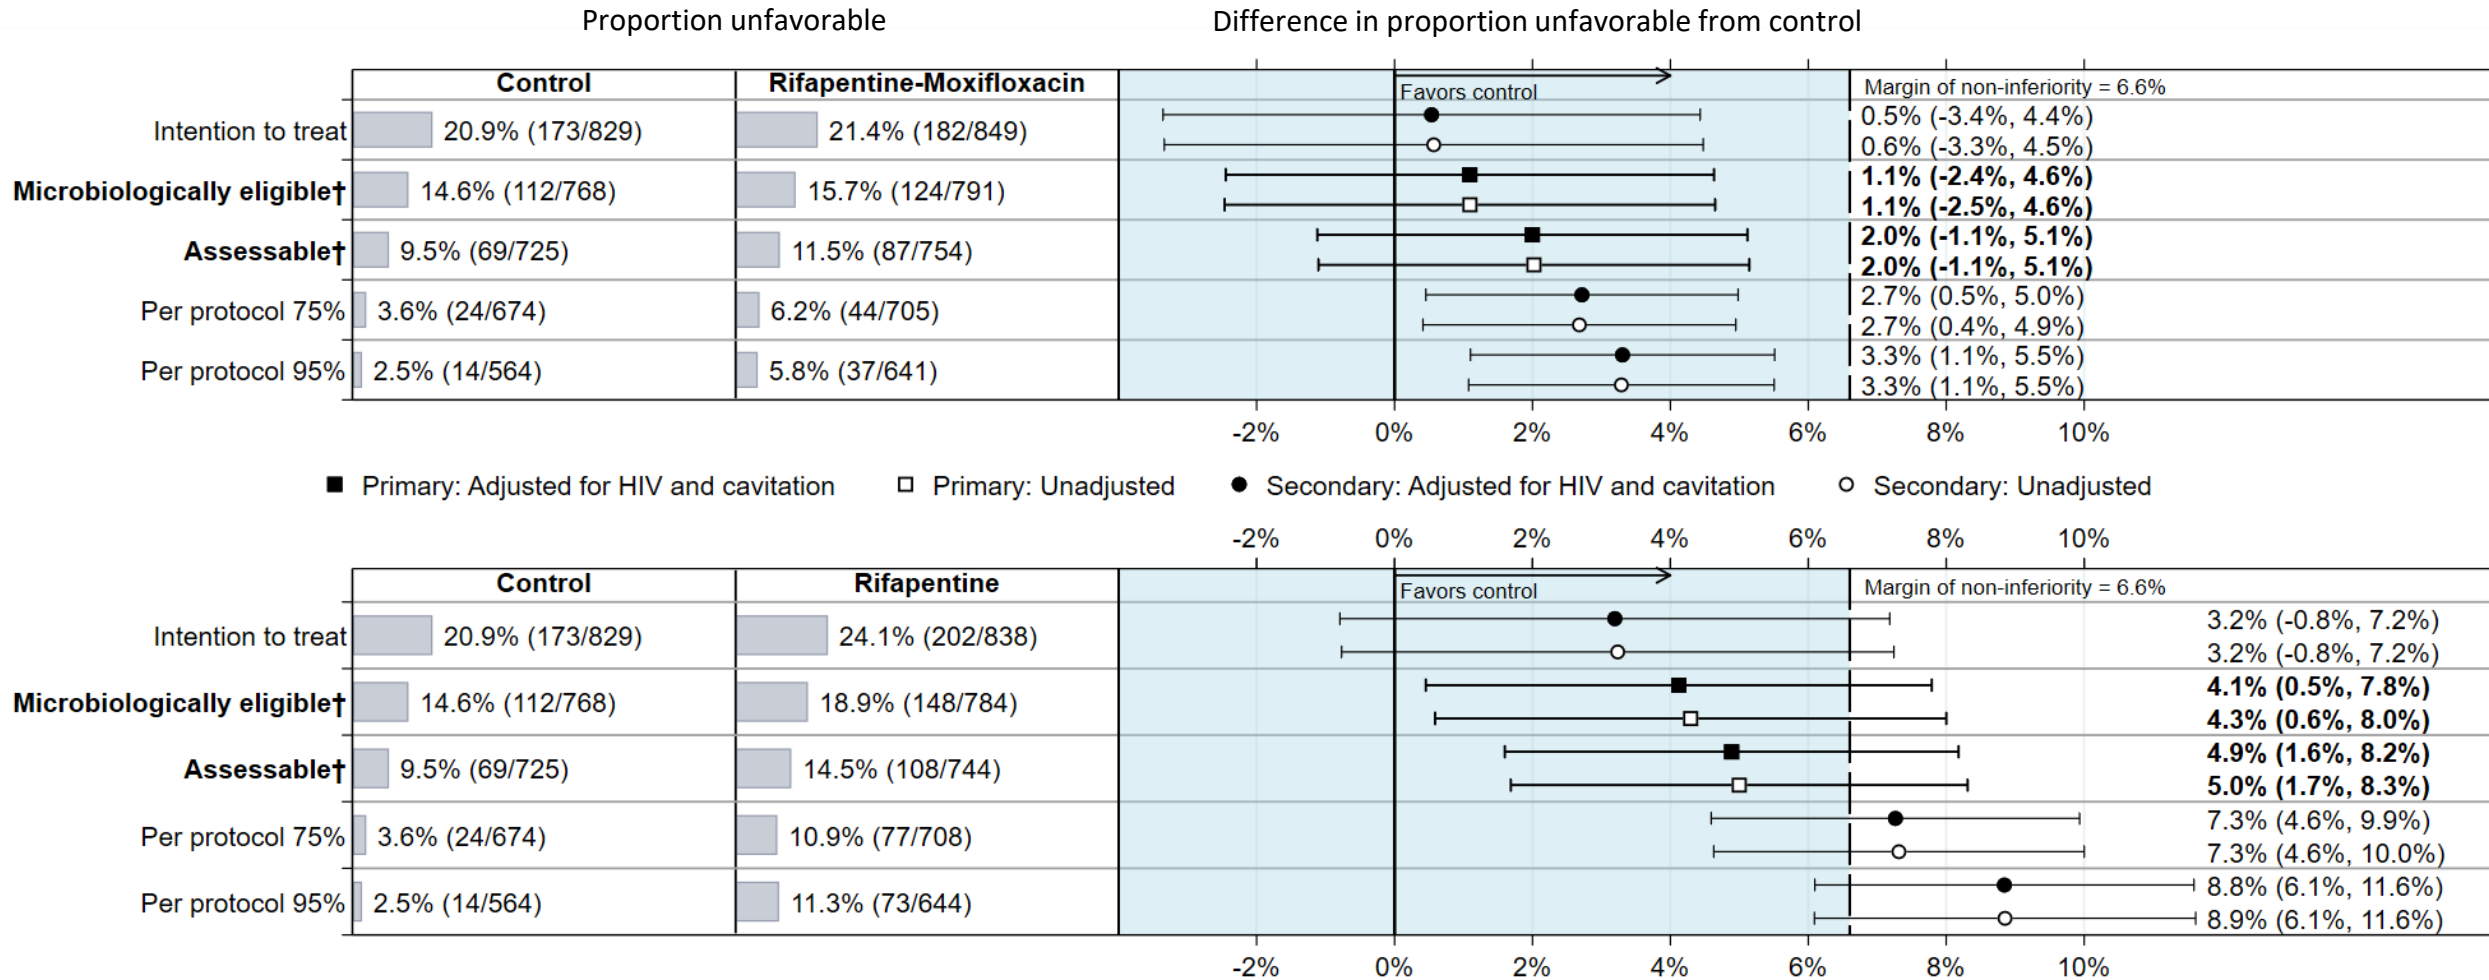 Proportion unfavorable Difference in proportion unfavorable from control
Control Rifapentine-Moxifloxacin Favors control Margin of non-inferiority = 6.6%
Intention to treat 20.9% (173/829) 21.4% (182/849) 0.5% (-3.4%, 4.4%)
0.6% (-3.3%, 4.5%)
Microbiologically eligible† 14.6% (112/768) 15.7% (124/791) 1.1% (-2.4%, 4.6%)
1.1% (-2.5%, 4.6%)
Assessable† 9.5% (69/725) 11.5% (87/754) 2.0% (-1.1%, 5.1%)
2.0% (-1.1%, 5.1%)
Per protocol 75% 3.6% (24/674) 6.2% (44/705) 2.7% (0.5%, 5.0%)
2.7% (0.4%, 4.9%)
Per protocol 95% 2.5% (14/564) 5.8% (37/641) 3.3% (1.1%, 5.5%)
3.3% (1.1%, 5.5%)
-2% 0% 2% 4% 6% 8% 10%
Primary: Adjusted for HIV and cavitation Primary: Unadjusted Secondary: Adjusted for HIV and cavitation Secondary: Unadjusted
-2% 0% 2% 4% 6% 8% 10%
Control Rifapentine Favors control Margin of non-inferiority = 6.6%
Intention to treat 20.9% (173/829) 24.1% (202/838) 3.2% (-0.8%, 7.2%)
3.2% (-0.8%, 7.2%)
Microbiologically eligible† 14.6% (112/768) 18.9% (148/784) 4.1% (0.5%, 7.8%)
4.3% (0.6%, 8.0%)
Assessable† 9.5% (69/725) 14.5% (108/744) 4.9% (1.6%, 8.2%)
5.0% (1.7%, 8.3%)
Per protocol 75% 3.6% (24/674) 10.9% (77/708) 7.3% (4.6%, 9.9%)
7.3% (4.6%, 10.0%)
Per protocol 95% 2.5% (14/564) 11.3% (73/644) 8.8% (6.1%, 11.6%)
8.9% (6.1%, 11.6%)
-2% 0% 2% 4% 6% 8% 10%